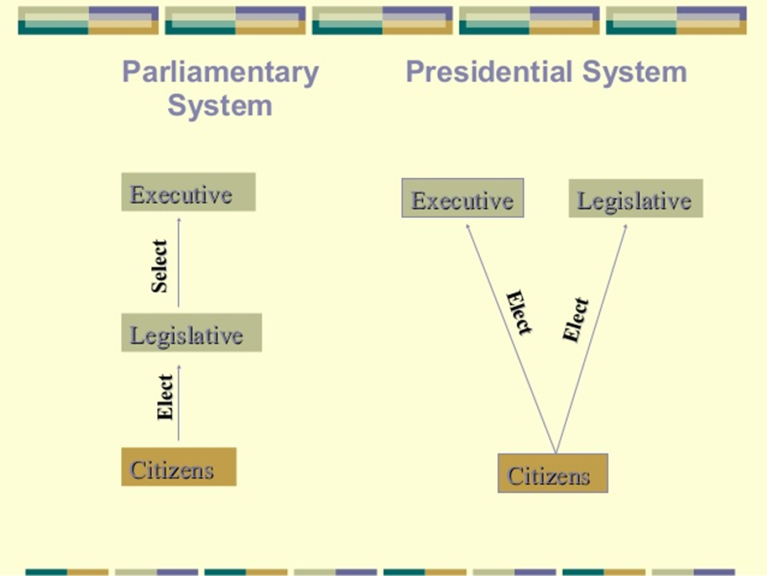 Parliamentary
System
Executive
Select
Legislative
Elect
Citizens
Presidential System
Executive
Legislative
Elect
Elect
Citizens